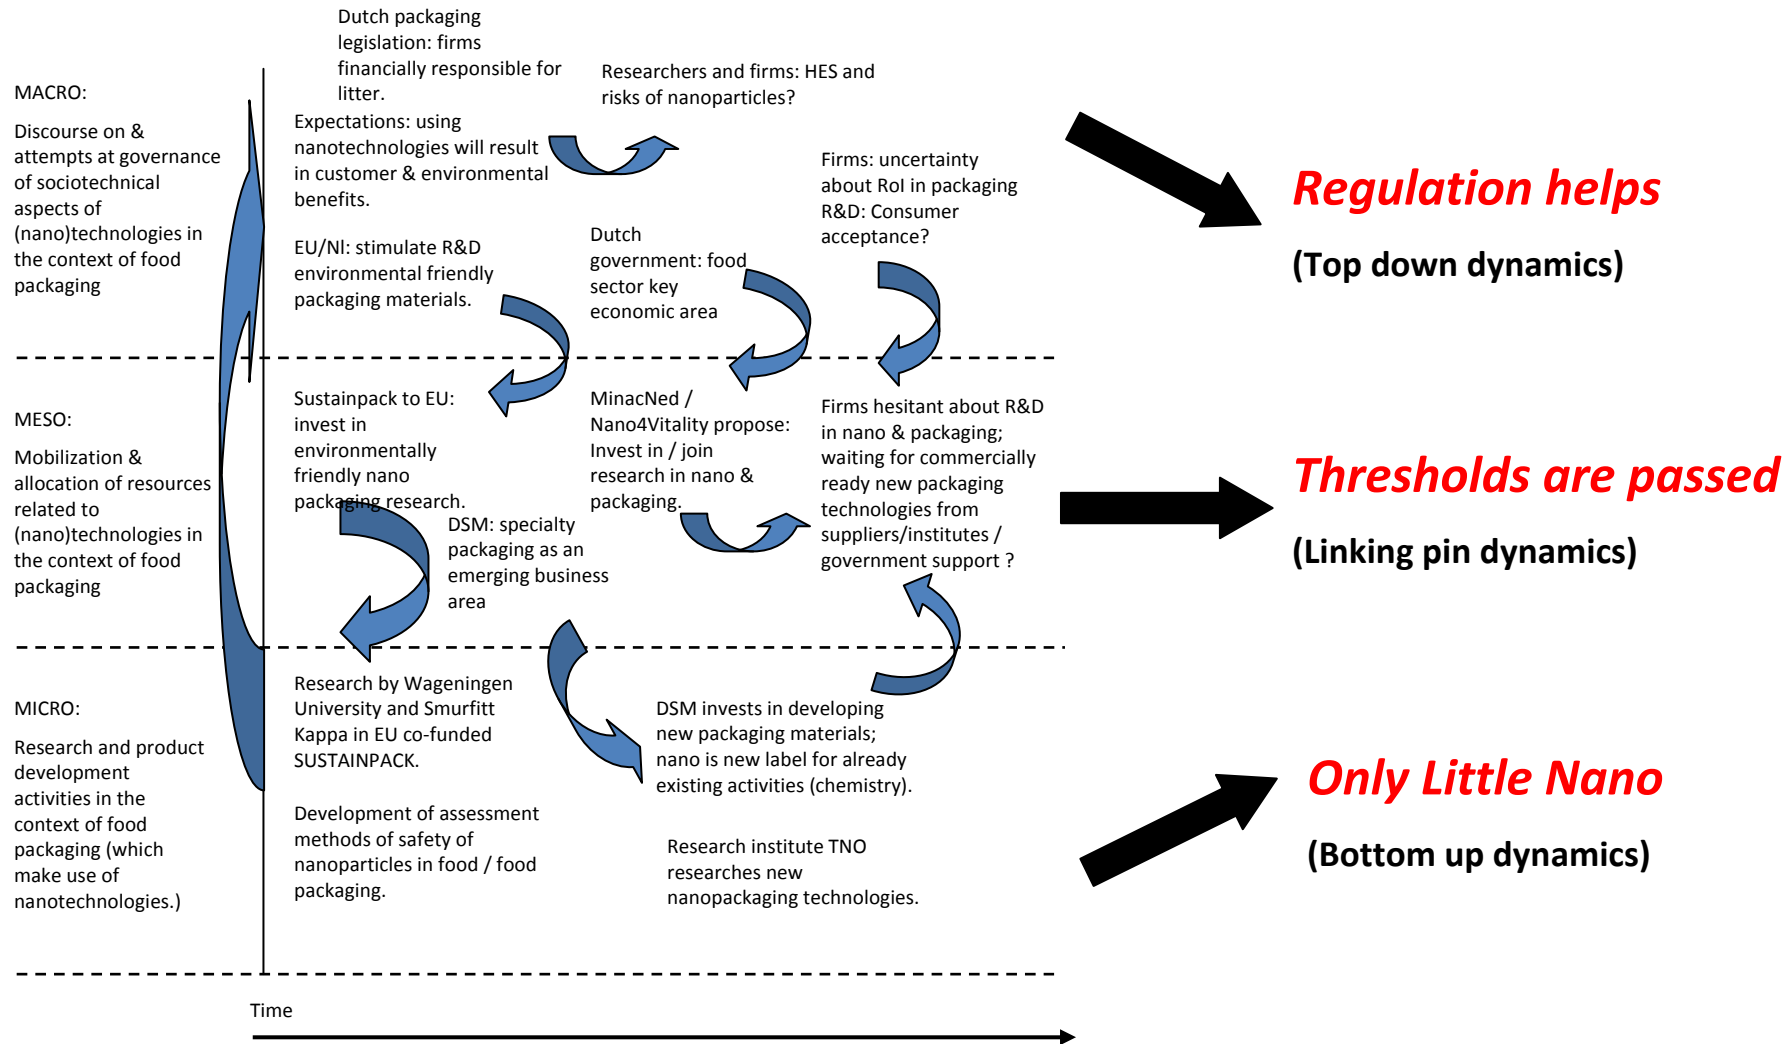 MACRO:
Discourse on &
attempts at governance
of sociotechnical
aspects of
(nano)technologies in
the context of food
packaging
Dutch packaging
legislation: firms
financially responsible for
litter.
Expectations: using
nanotechnologies will result
in customer & environmental
benefits.
EU/Nl: stimulate R&D
environmental friendly
packaging materials.
Researchers and firms: HES and
risks of nanoparticles?
Dutch
government: food
sector key
economic area
Firms: uncertainty
about RoI in packaging
R&D: Consumer
acceptance?
Regulation helps
(Top down dynamics)
MESO:
Mobilization &
allocation of resources
related to
(nano)technologies in
the context of food
packaging
Sustainpack to EU:
invest in
environmentally
friendly nano
packaging research.
DSM: specialty
packaging as an
emerging business
area
MinacNed /
Nano4Vitality propose:
Invest in / join
research in nano &
packaging.
Firms hesitant about R&D
in nano & packaging;
waiting for commercially
ready new packaging
technologies from
suppliers/institutes /
government support ?
Thresholds are passed
(Linking pin dynamics)
MICRO:
Research and product
development
activities in the
context of food
packaging (which
make use of
nanotechnologies.)
Research by Wageningen
University and Smurfitt
Kappa in EU co-funded
SUSTAINPACK.
Development of assessment
methods of safety of
nanoparticles in food / food
packaging.
DSM invests in developing
new packaging materials;
nano is new label for already
existing activities (chemistry).
Research institute TNO
researches new
nanopackaging technologies.
Only Little Nano
(Bottom up dynamics)
Time